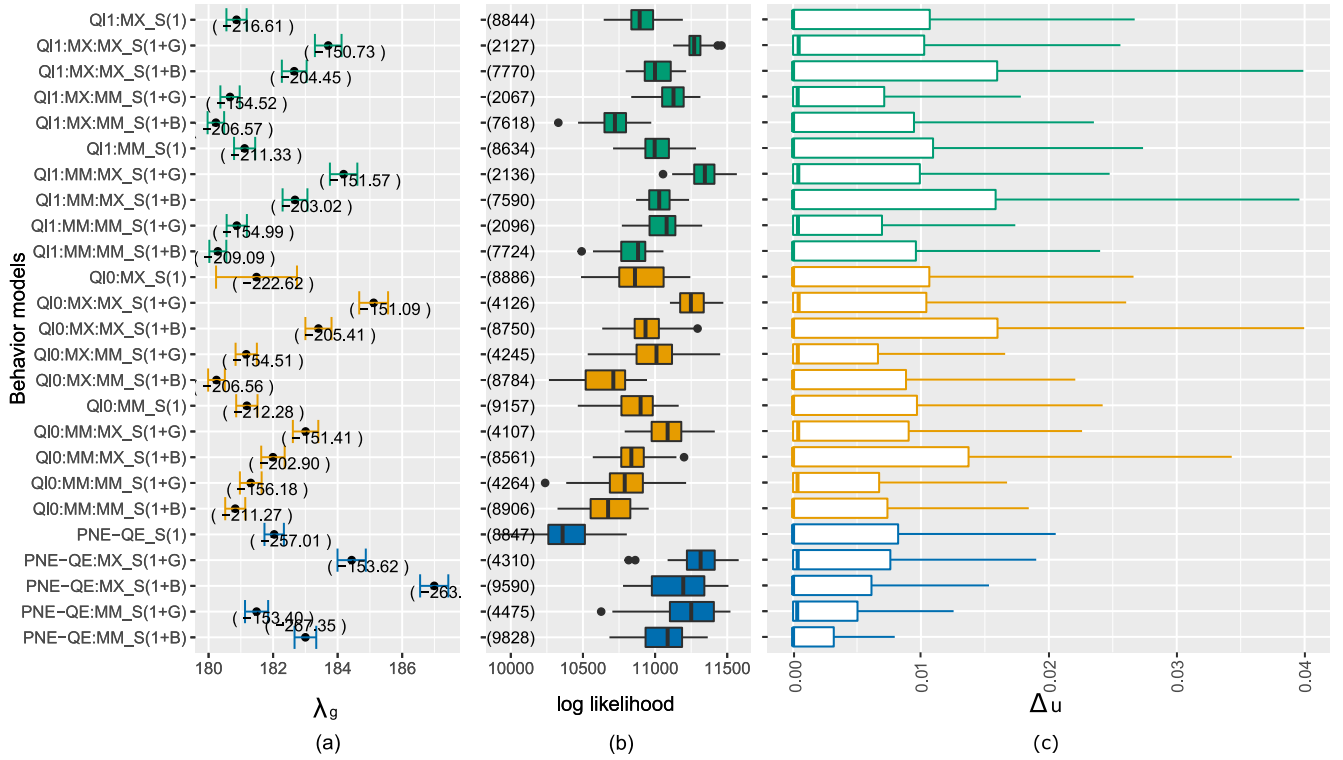 Behavior models
QI1:MX_S(1)
QI1:MX:MX_S(1+G)
QI1:MX:MX_S(1+B)
QI1:MX:MM_S(1+G)
QI1:MX:MM_S(1+B)
QI1:MM_S(1)
QI1:MM:MX_S(1+G)
QI1:MM:MX_S(1+B)
QI1:MM:MM_S(1+G)
QI1:MM:MM_S(1+B)
QI0:MX_S(1)
QI0:MX:MX_S(1+G)
QI0:MX:MX_S(1+B)
QI0:MX:MM_S(1+G)
QI0:MX:MM_S(1+B)
QI0:MM_S(1)
QI0:MM:MX_S(1+G)
QI0:MM:MX_S(1+B)
QI0:MM:MM_S(1+G)
QI0:MM:MM_S(1+B)
PNE−QE_S(1)
PNE−QE:MX_S(1+G)
PNE−QE:MX_S(1+B)
PNE−QE:MM_S(1+G)
PNE−QE:MM_S(1+B)
( −216.61 )
( −150.73 )
( −204.45 )
( −154.52 )
−206.57 )
( −211.33 )
( −151.57 )
( −203.02 )
( −154.99 )
( −209.09 )
( −222.62 )
( −151.09 )
( −205.41 )
( −154.51 )
−206.56 )
( −212.28 )
( −151.41 )
( −202.90 )
( −156.18 )
( −211.27 )
( −257.01 )
( −153.62 )
( −263.
( −153.40 )
( −267.35 )
180 182 184 186
λg
(a)
(8844)
(2127)
(7770)
(2067)
(7618)
(8634)
(2136)
(7590)
(2096)
(7724)
(8886)
(4126)
(8750)
(4245)
(8784)
(9157)
(4107)
(8561)
(4264)
(8906)
(8847)
(4310)
(9590)
(4475)
(9828)
10000 10500 11000 11500
log likelihood
(b)
0.00 0.01 0.02 0.03 0.04
Δu
(c)